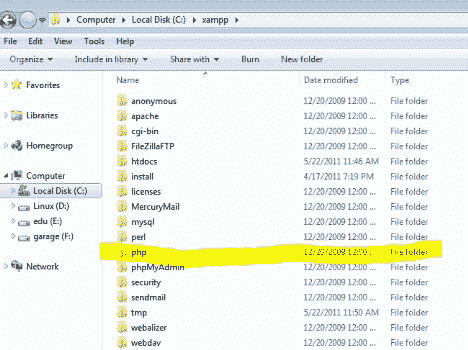 Computer ▸ Local Disk (C:) ▸ xampp ▸
File Edit View Tools Help
Organize Include in library Share with Burn New folder
Favorites
Libraries
Homegroup
Computer
Local Disk (C:)
Linux (D:)
edu (E:)
garage (F:)
Network
Name Date modified Type
anonymous 12/20/2009 12:00 ... File folder
apache 12/20/2009 12:00 ... File folder
cgi-bin 12/20/2009 12:00 ... File folder
FileZillaFTP 12/20/2009 12:00 ... File folder
htdocs 5/22/2011 11:46 AM File folder
install 4/17/2011 7:19 PM File folder
licenses 12/20/2009 12:00 ... File folder
MercuryMail 12/20/2009 12:00 ... File folder
mysql 12/20/2009 12:00 ... File folder
perl 12/20/2009 12:00 ... File folder
php 12/20/2009 12:00 ... File folder
phpMyAdmin 12/20/2009 12:00 ... File folder
security 12/20/2009 12:00 ... File folder
sendmail 12/20/2009 12:00 ... File folder
tmp 5/22/2011 11:50 AM File folder
webalizer 12/20/2009 12:00 ... File folder
webdav 12/20/2009 12:00 ... File folder